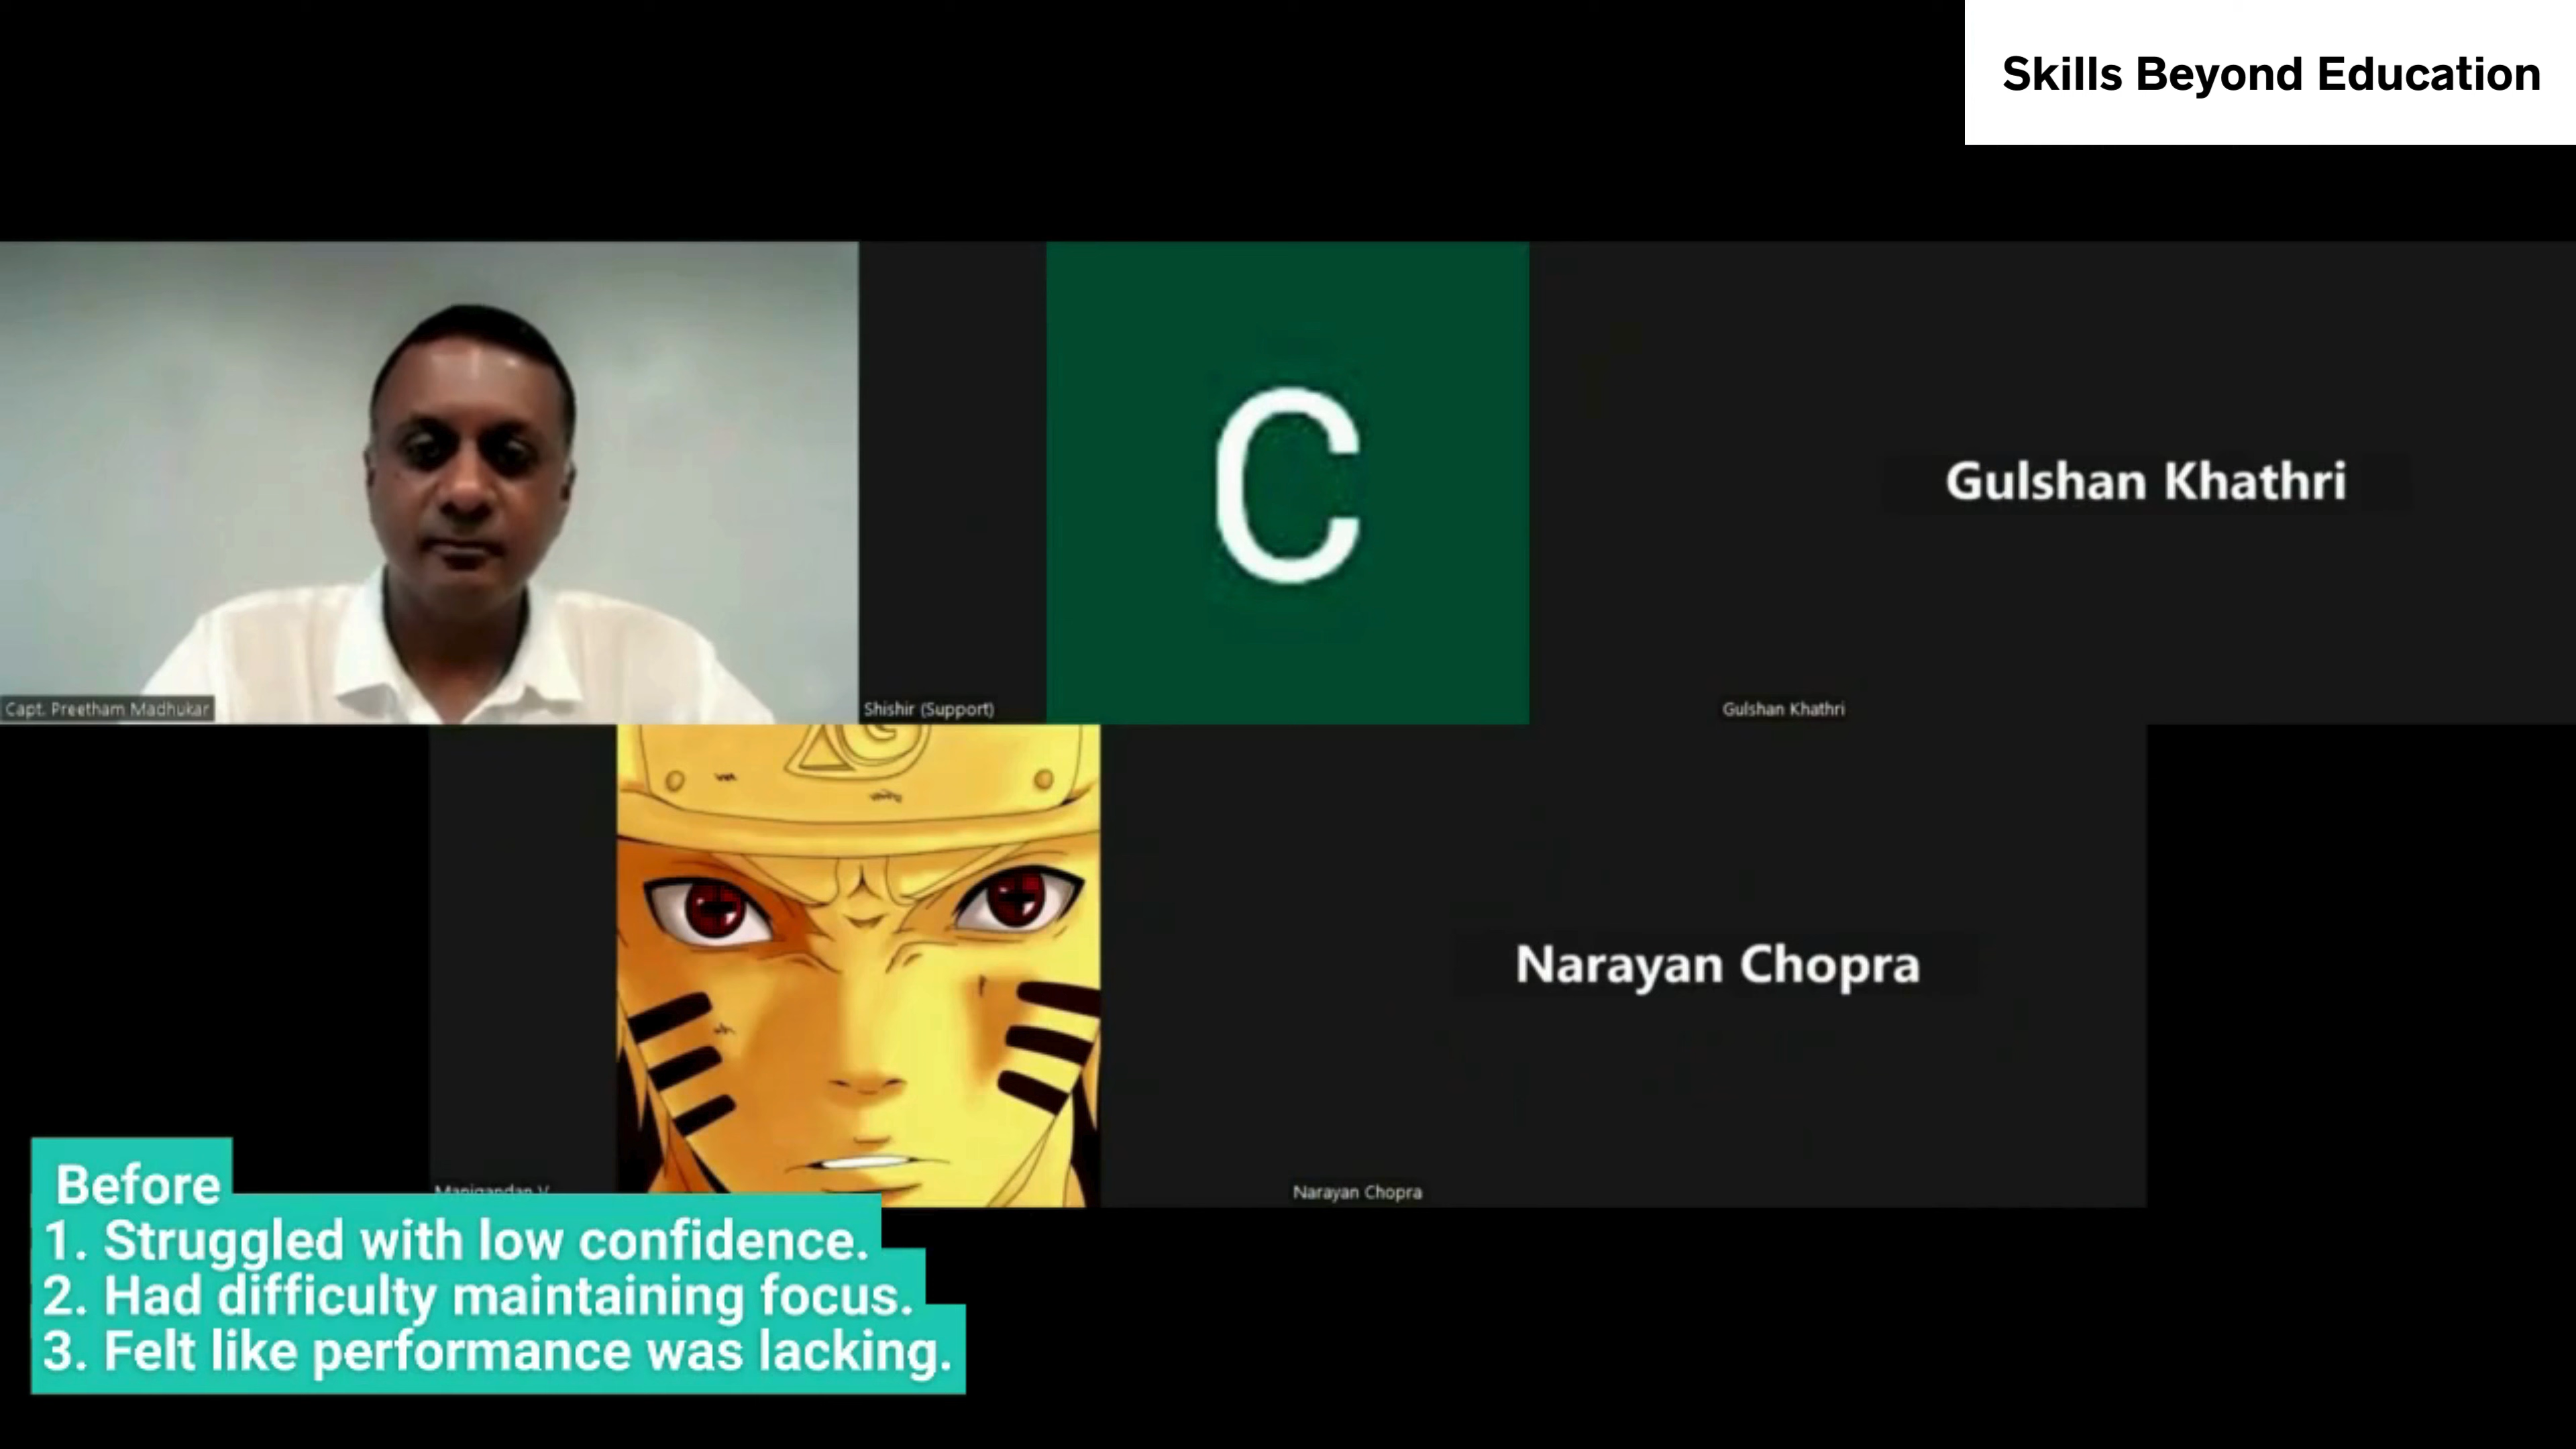 Skills Beyond Education
C
Gulshan Khathri
Capt. Preetham Madhukar
Shishir (Support)
Gulshan Khathri
Narayan Chopra
Manigandan V
Narayan Chopra
Before
1. Struggled with low confidence.
2. Had difficulty maintaining focus.
3. Felt like performance was lacking.